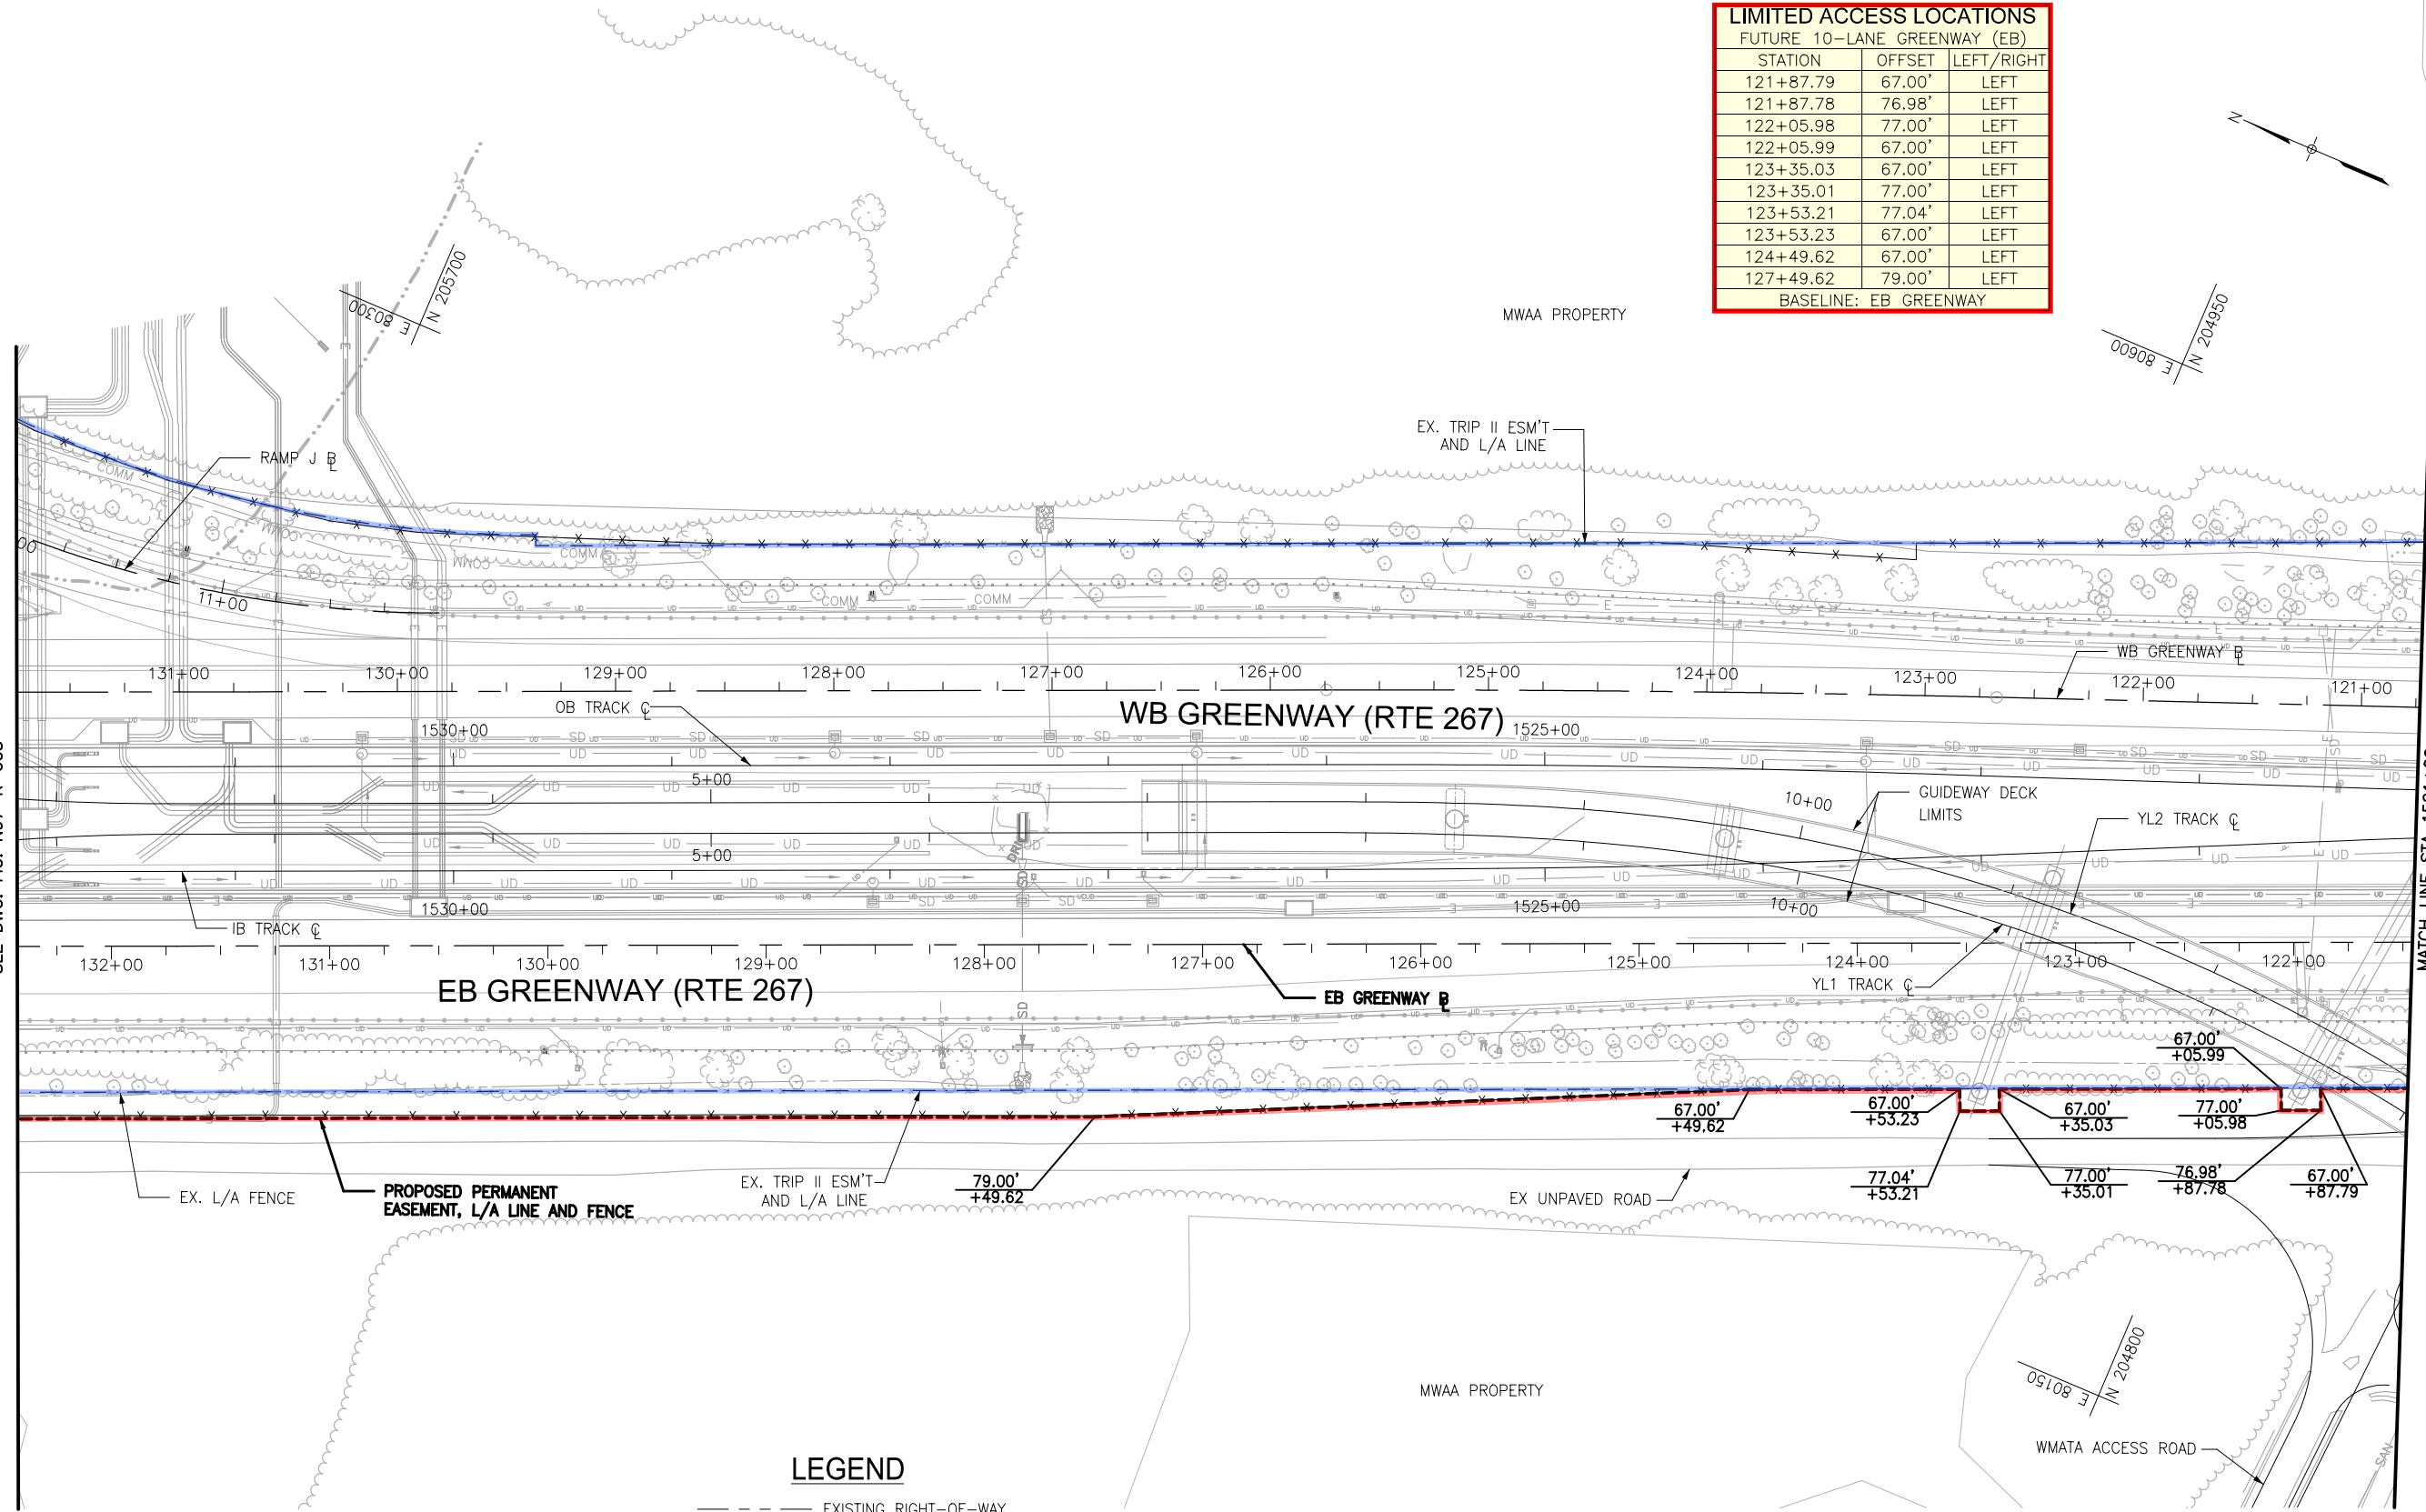 LIMITED ACCESS LOCATIONS
FUTURE 10-LANE GREENWAY (EB)
STATION OFFSET LEFT/RIGHT
121+87.79 67.00' LEFT
121+87.78 76.98' LEFT
122+05.98 77.00' LEFT
122+05.99 67.00' LEFT
123+35.03 67.00' LEFT
123+35.01 77.00' LEFT
123+53.21 77.04' LEFT
123+53.23 67.00' LEFT
124+49.62 67.00' LEFT
127+49.62 79.00' LEFT
BASELINE: EB GREENWAY
N
N 205700
E 80300
MWAA PROPERTY
N 204950
E 80600
EX. TRIP II ESM'T
AND L/A LINE
RAMP J
COMM
COMM
COMM
COMM
11+00
WB GREENWAY
131+00
130+00
129+00
128+00
127+00
126+00
125+00
124+00
123+00
122+00
121+00
OB TRACK
WB GREENWAY (RTE 267)
1530+00
1525+00
5+00
10+00
GUIDEWAY DECK
LIMITS
YL2 TRACK
5+00
1530+00
1525+00
10+00
IB TRACK
132+00
131+00
130+00
129+00
128+00
127+00
126+00
125+00
124+00
123+00
122+00
EB GREENWAY (RTE 267)
EB GREENWAY
YL1 TRACK
67.00'
+05.99
67.00'
+49.62
67.00'
+53.23
67.00'
+35.03
77.00'
+05.98
EX. L/A FENCE
PROPOSED PERMANENT
EASEMENT, L/A LINE AND FENCE
EX. TRIP II ESM'T
AND L/A LINE
79.00'
+49.62
EX UNPAVED ROAD
77.04'
+53.21
77.00'
+35.01
76.98'
+87.78
67.00'
+87.79
MWAA PROPERTY
N 204800
E 80150
WMATA ACCESS ROAD
SAN
LEGEND
EXISTING RIGHT-OF-WAY